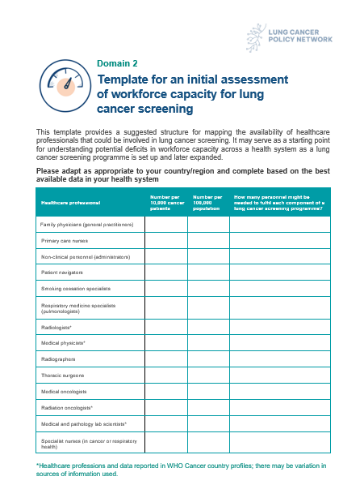 LUNG CANCER
POLICY NETWORK
Domain 2
Template for an initial assessment
of workforce capacity for lung
cancer screening
This template provides a suggested structure for mapping the availability of healthcare
professionals that could be involved in lung cancer screening. It may serve as a starting point
for understanding potential deficits in workforce capacity across a health system as a lung
cancer screening programme is set up and later expanded.
Please adapt as appropriate to your country/region and complete based on the best
available data in your health system
Healthcare professional
Number per
10,000 cancer
patients
Number per
100,000
population
How many personnel might be
needed to fulfil each component of a
lung cancer screening programme?
Family physicians (general practitioners)
Primary care nurses
Non-clinical personnel (administrators)
Patient navigators
Smoking cessation specialists
Respiratory medicine specialists
(pulmonologists)
Radiologists*
Medical physicists*
Radiographers
Thoracic surgeons
Medical oncologists
Radiation oncologists*
Medical and pathology lab scientists*
Specialist nurses (in cancer or respiratory
health)
*Healthcare professions and data reported in WHO Cancer country profiles; there may be variation in
sources of information used.